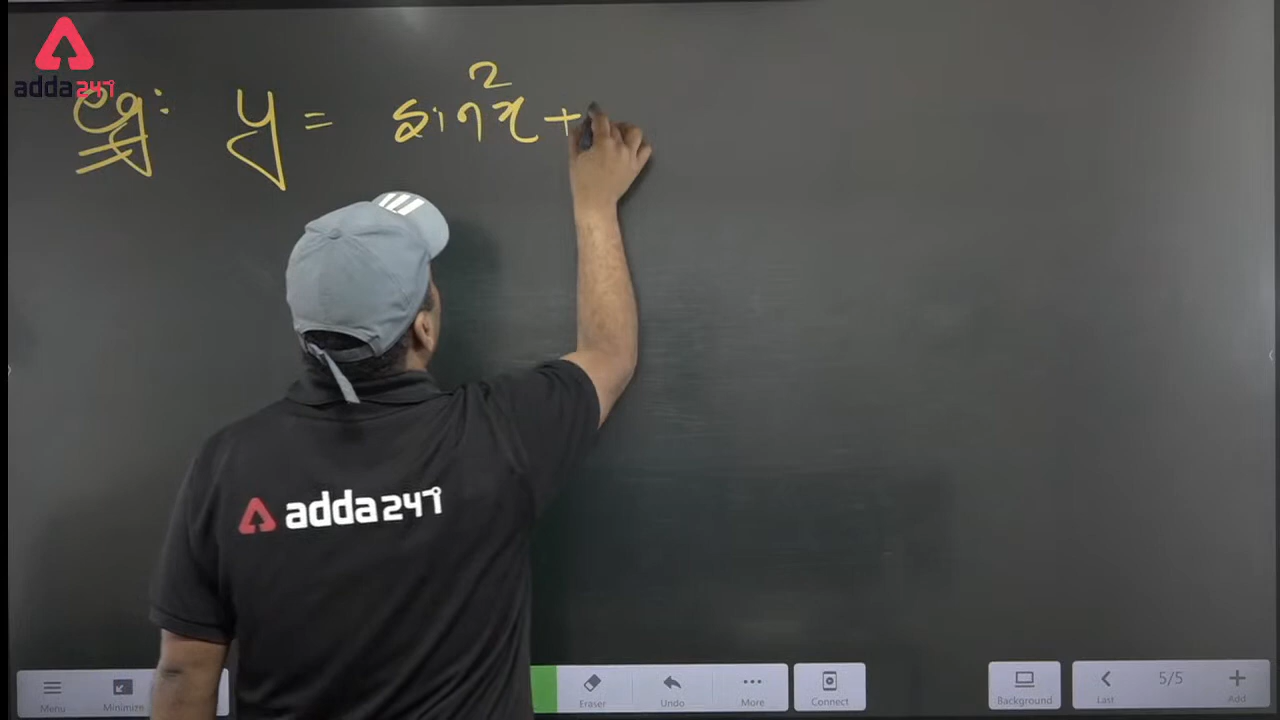 adda247
eg: y = sin²x +
adda247
Menu
Minimize
Eraser
Undo
More
Connect
Background
Last
5/5
Add